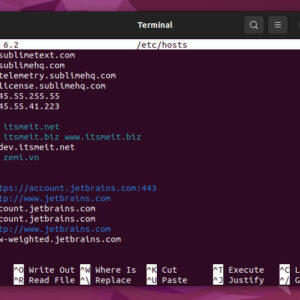 Terminal
6.2 /etc/hosts
sublimetext.com
sublimehq.com
telemetry.sublimehq.com
license.sublimehq.com
45.55.255.55
45.55.41.223
itsmeit.net
itsmeit.biz www.itsmeit.biz
dev.itsmeit.net
zemi.vn
tps://account.jetbrains.com:443
tp://www.jetbrains.com
count.jetbrains.com
count.jetbrains.com
tp://www.jetbrains.com
w-weighted.jetbrains.com
^O Write Out ^W Where Is ^K Cut ^T Execute ^C L
^R Read File ^\ Replace ^U Paste ^J Justify ^/ G